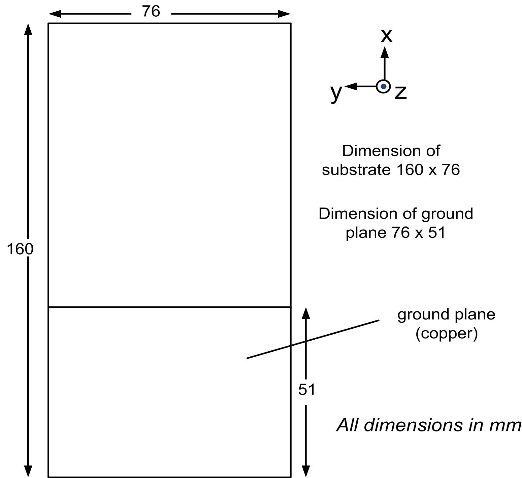 76
x
y
z
Dimension of
substrate 160 x 76
Dimension of ground
plane 76 x 51
160
ground plane
(copper)
51
All dimensions in mm